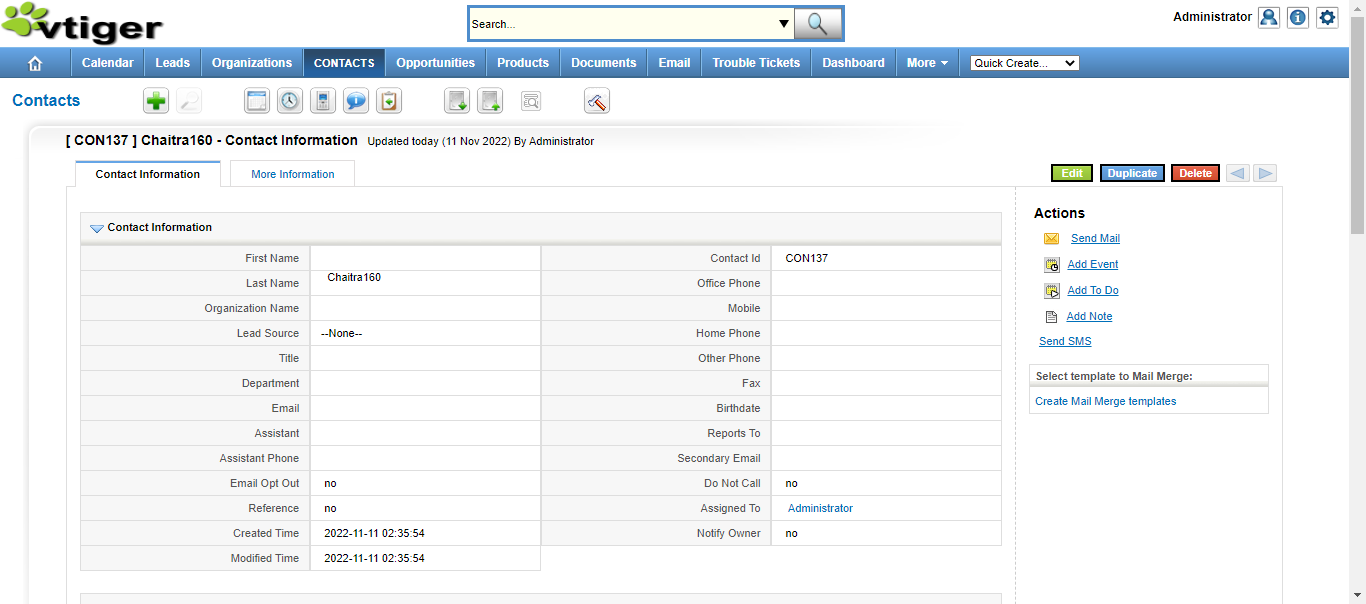 vtiger
Search...
Administrator
Calendar Leads Organizations CONTACTS Opportunities Products Documents Email Trouble Tickets Dashboard More Quick Create...
Contacts
[ CON137 ] Chaitra160 - Contact Information Updated today (11 Nov 2022) By Administrator
Contact Information More Information
Edit Duplicate Delete
Contact Information
First Name Contact Id CON137
Last Name Chaitra160 Office Phone
Organization Name Mobile
Lead Source --None-- Home Phone
Title Other Phone
Department Fax
Email Birthdate
Assistant Reports To
Assistant Phone Secondary Email
Email Opt Out no Do Not Call no
Reference no Assigned To Administrator
Created Time 2022-11-11 02:35:54 Notify Owner no
Modified Time 2022-11-11 02:35:54
Actions
Send Mail
Add Event
Add To Do
Add Note
Send SMS
Select template to Mail Merge:
Create Mail Merge templates